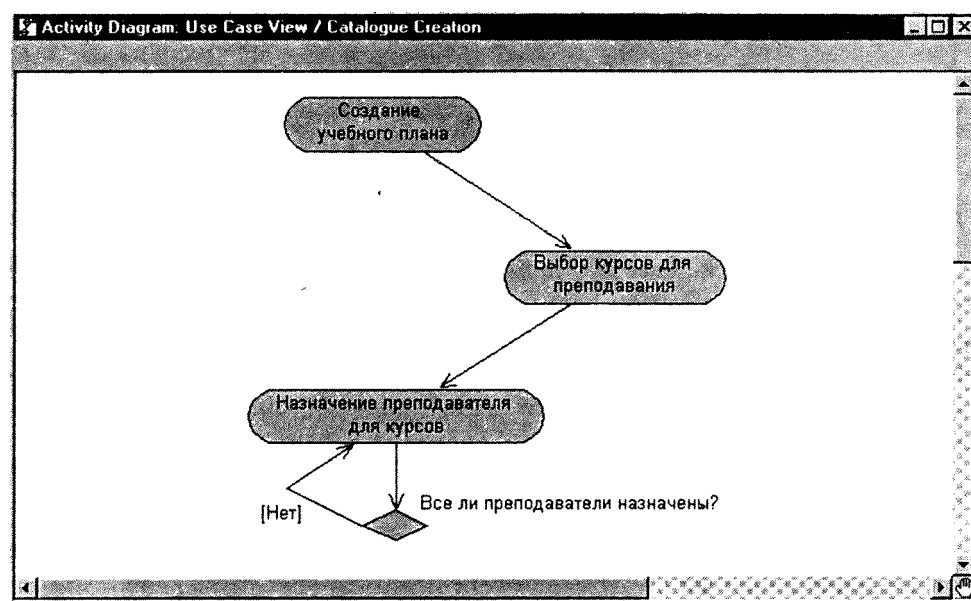 Activity Diagram: Use Case View / Catalogue Creation
Создание
учебного плана
Выбор курсов для
преподавания
Назначение преподавателя
для курсов
Все ли преподаватели назначены?
[Нет]